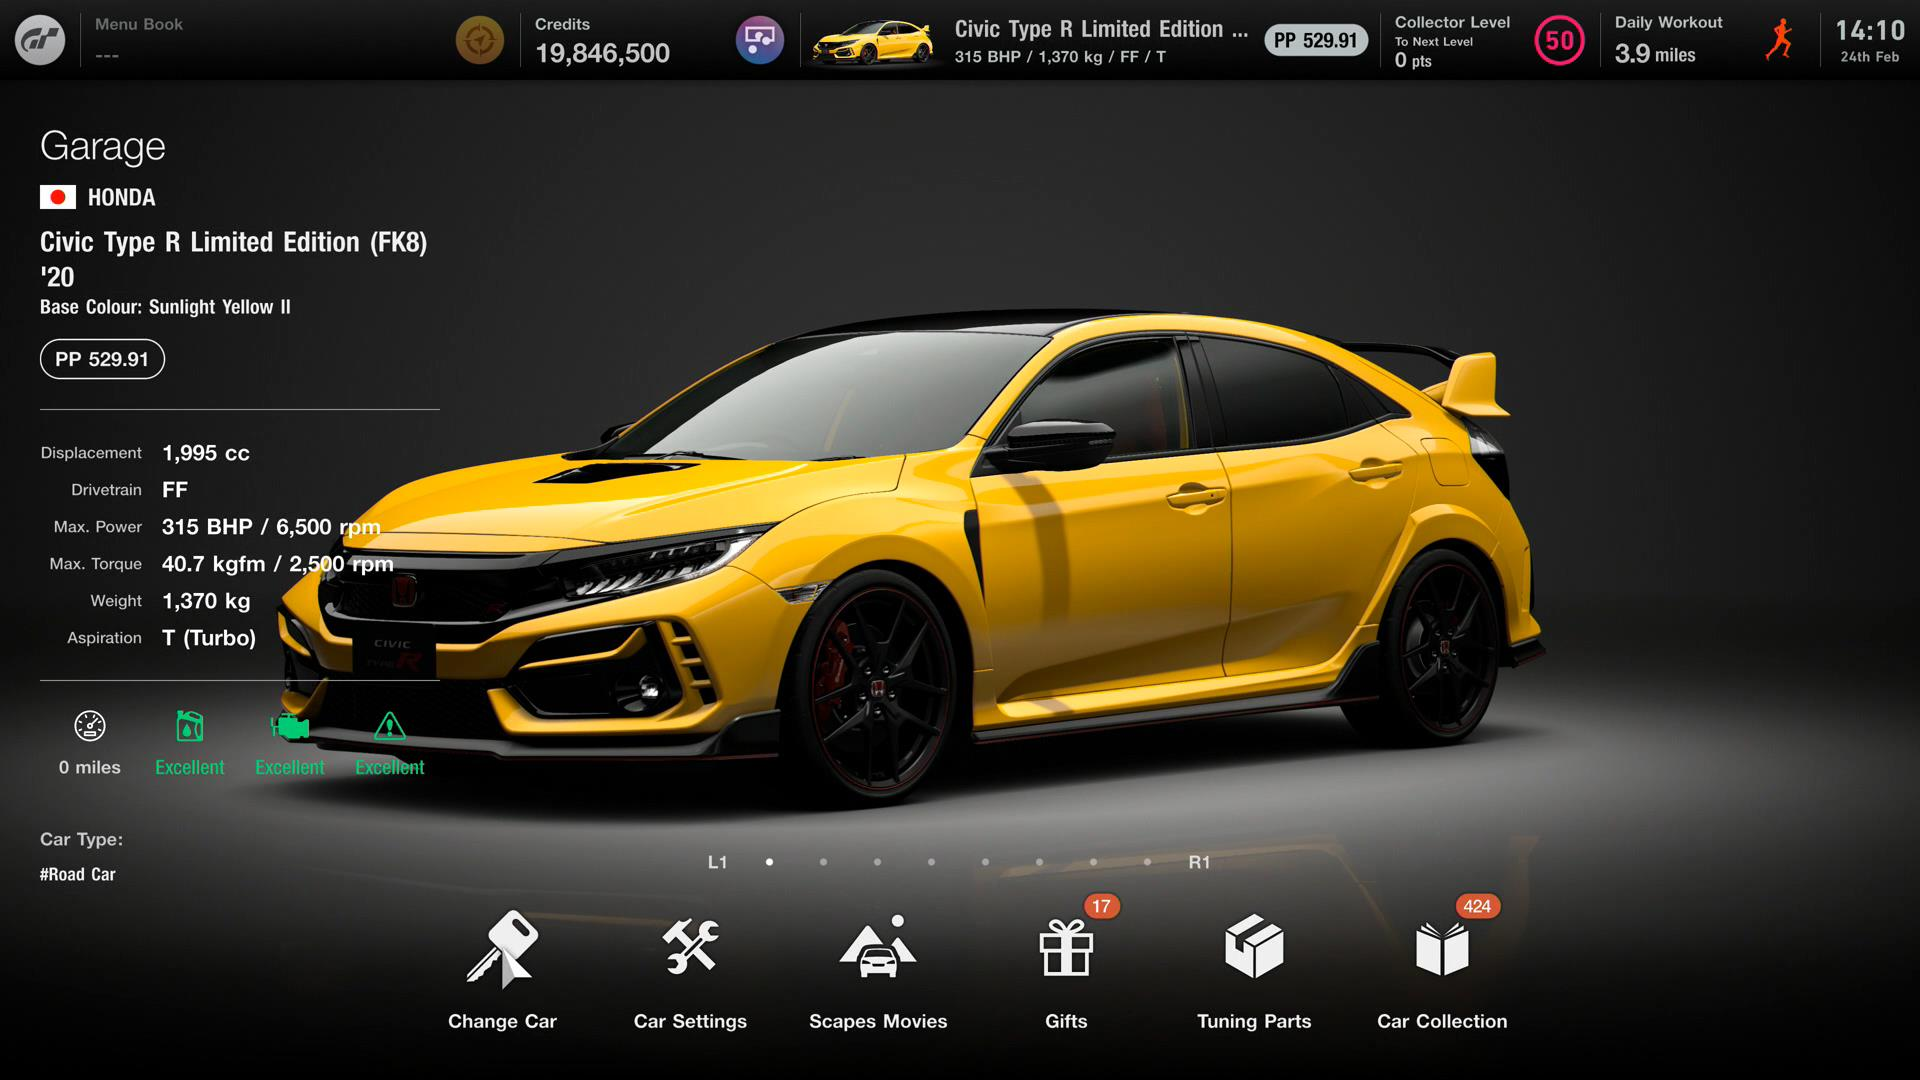 Menu Book
---
Credits
19,846,500
Civic Type R Limited Edition ...
315 BHP / 1,370 kg / FF / T
PP 529.91
Collector Level
To Next Level
0 pts
50
Daily Workout
3.9 miles
14:10
24th Feb
Garage
HONDA
Civic Type R Limited Edition (FK8)
'20
Base Colour: Sunlight Yellow II
PP 529.91
Displacement 1,995 cc
Drivetrain FF
Max. Power 315 BHP / 6,500 rpm
Max. Torque 40.7 kgfm / 2,500 rpm
Weight 1,370 kg
Aspiration T (Turbo)
CIVIC
TYPE R
0 miles
Excellent
Excellent
Excellent
Car Type:
#Road Car
L1
R1
17
424
Change Car
Car Settings
Scapes Movies
Gifts
Tuning Parts
Car Collection